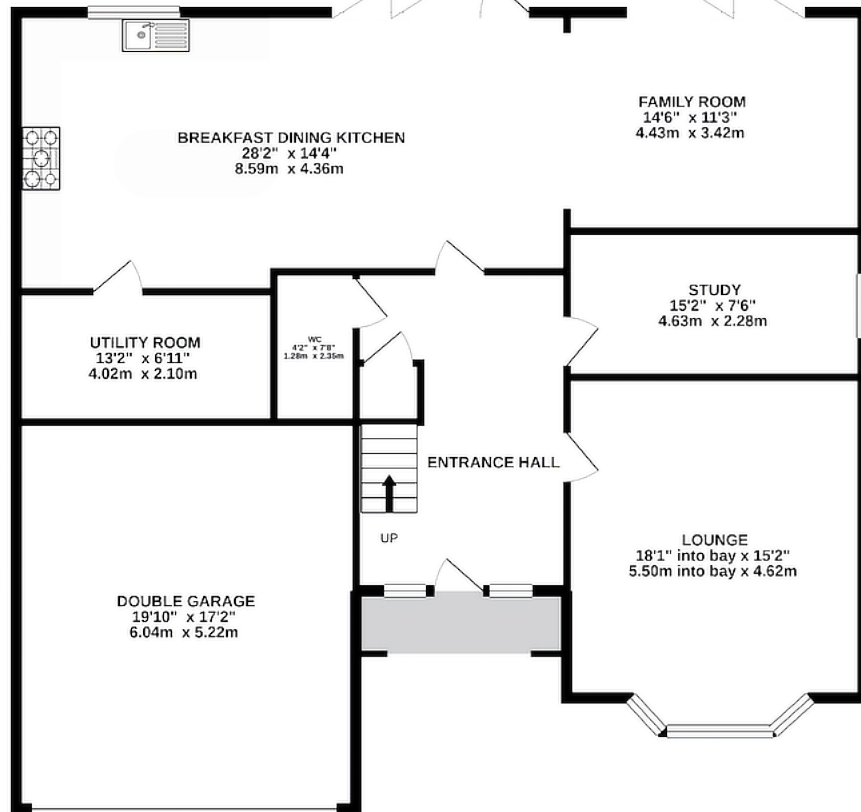 FAMILY ROOM
14'6" x 11'3"
4.43m x 3.42m
BREAKFAST DINING KITCHEN
28'2" x 14'4"
8.59m x 4.36m
STUDY
15'2" x 7'6"
4.63m x 2.28m
UTILITY ROOM
13'2" x 6'11"
4.02m x 2.10m
WC
4'2" x 7'8"
1.28m x 2.35m
ENTRANCE HALL
UP
LOUNGE
18'1" into bay x 15'2"
5.50m into bay x 4.62m
DOUBLE GARAGE
19'10" x 17'2"
6.04m x 5.22m